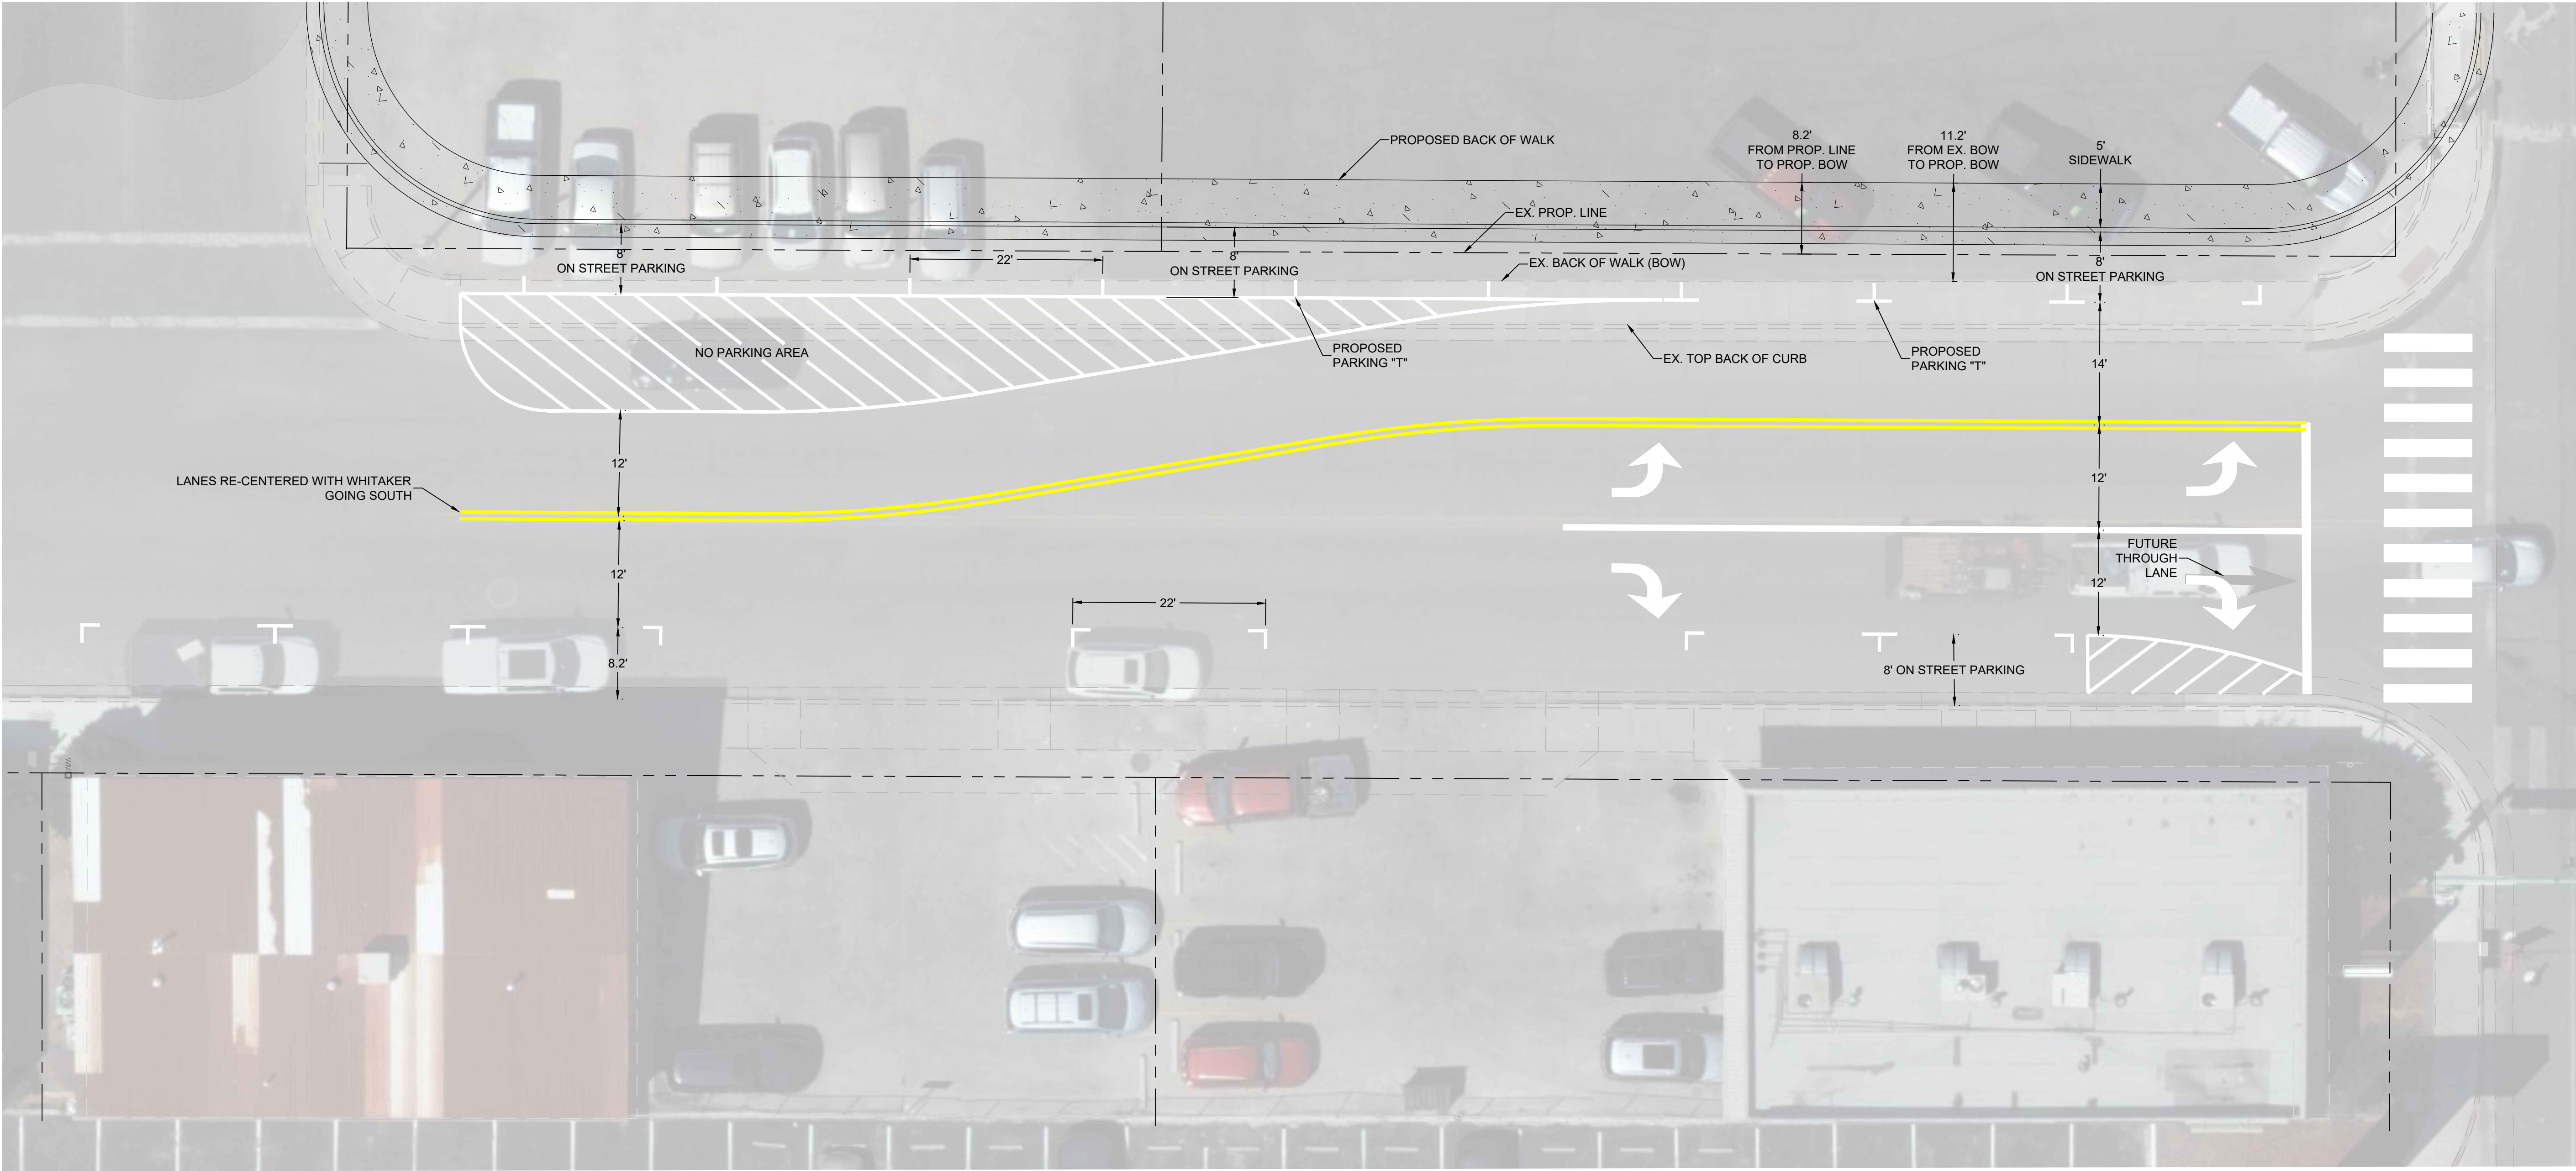 PROPOSED BACK OF WALK
8.2'
FROM PROP. LINE
TO PROP. BOW
11.2'
FROM EX. BOW
TO PROP. BOW
5'
SIDEWALK
EX. PROP. LINE
8'
ON STREET PARKING
22'
8'
ON STREET PARKING
EX. BACK OF WALK (BOW)
8'
ON STREET PARKING
NO PARKING AREA
PROPOSED
PARKING "T"
EX. TOP BACK OF CURB
PROPOSED
PARKING "T"
14'
12'
LANES RE-CENTERED WITH WHITAKER
GOING SOUTH
12'
12'
FUTURE
THROUGH
LANE
12'
22'
8.2'
8' ON STREET PARKING